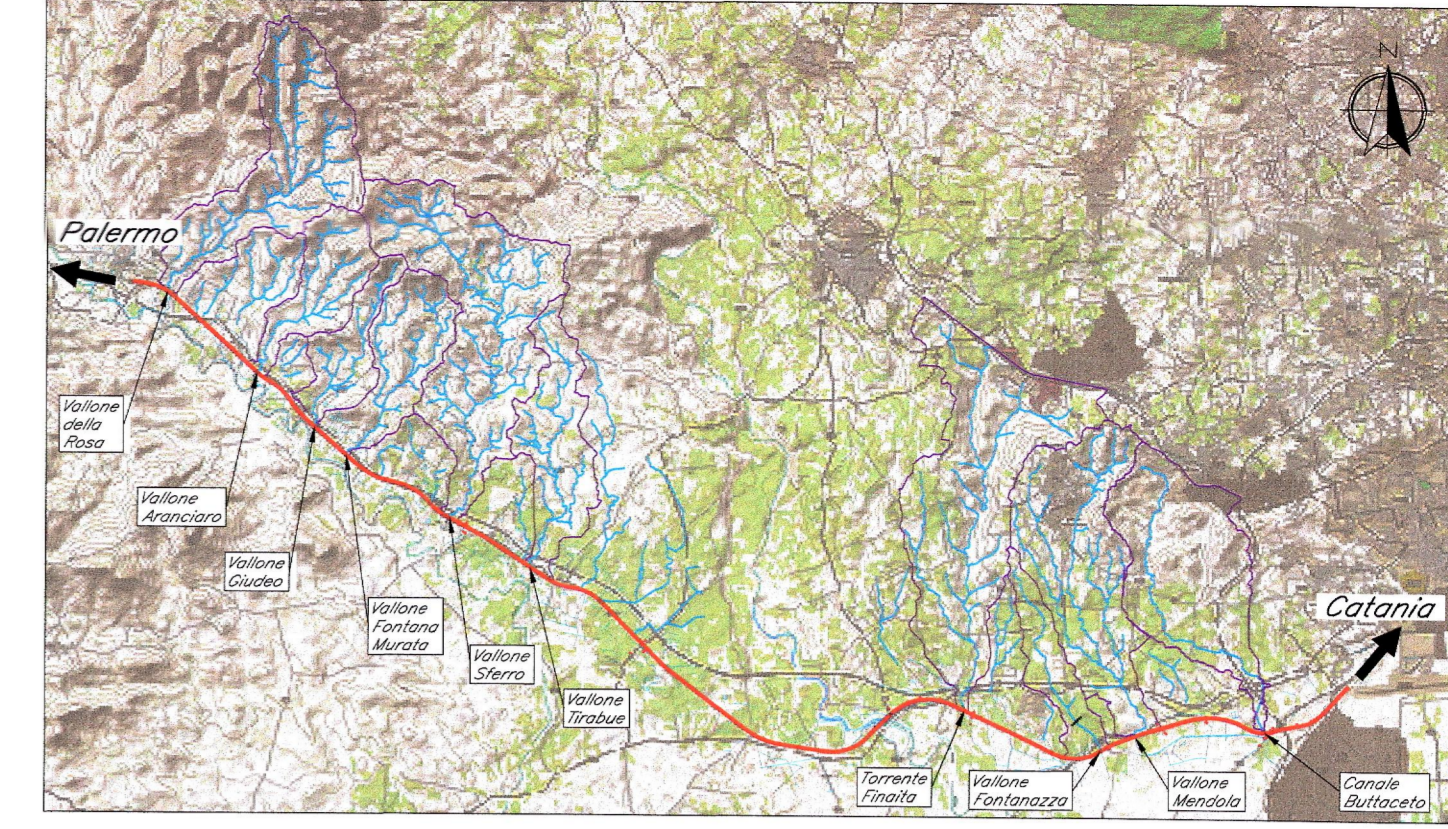 N
Palermo
Vallone
della
Rosa
Vallone
Aranciaro
Vallone
Giudeo
Vallone
Fontana
Murata
Vallone
Sferro
Vallone
Tirabue
Catania
Torrente
Finaita
Vallone
Fontanazza
Vallone
Mendola
Canale
Buttaceto